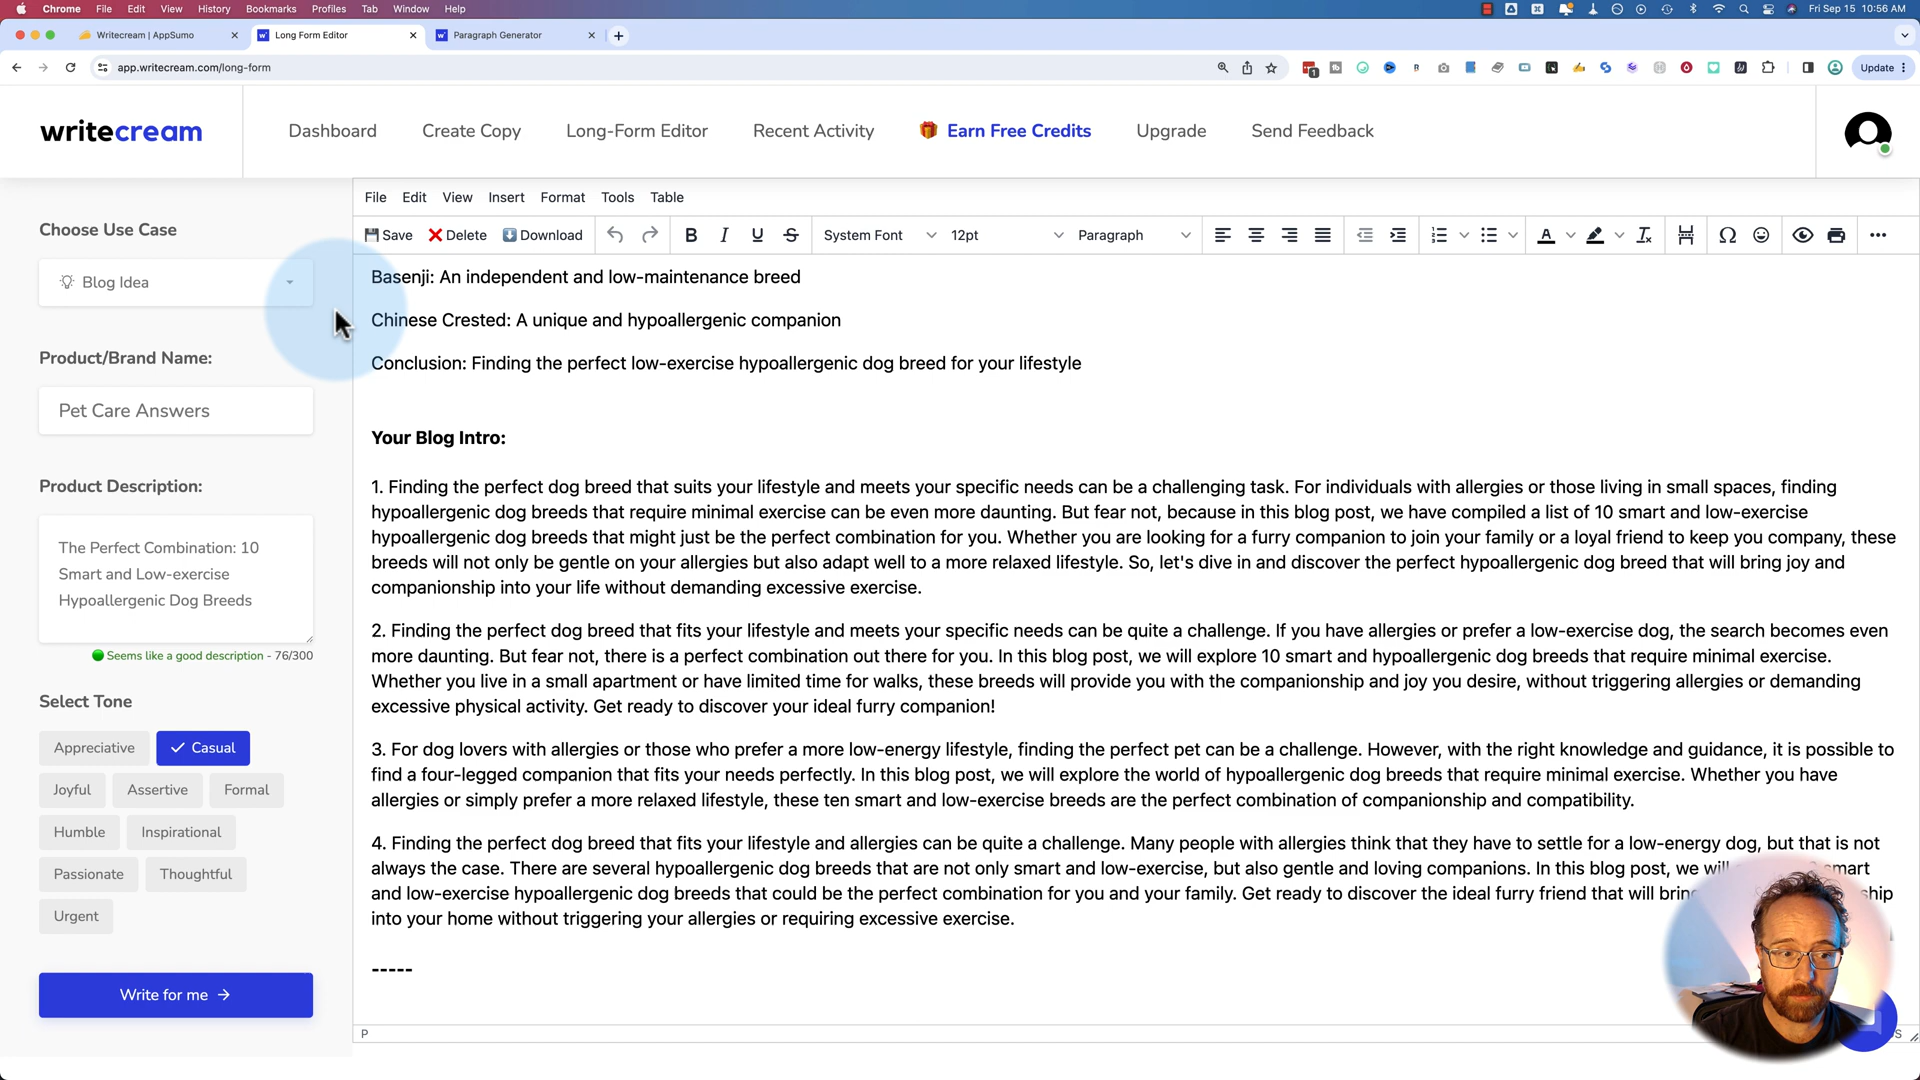 Chrome File Edit View History Bookmarks Profiles Tab Window Help
Fri Sep 15 10:56 AM
Writecream | AppSumo
Long Form Editor
Paragraph Generator
app.writecream.com/long-form
Update
writecream
Dashboard
Create Copy
Long-Form Editor
Recent Activity
Earn Free Credits
Upgrade
Send Feedback
File Edit View Insert Format Tools Table
Save Delete Download
B I U S
System Font
12pt
Paragraph
Choose Use Case
Blog Idea
Product/Brand Name:
Pet Care Answers
Product Description:
The Perfect Combination: 10
Smart and Low-exercise
Hypoallergenic Dog Breeds
Seems like a good description - 76/300
Select Tone
Appreciative
Casual
Joyful
Assertive
Formal
Humble
Inspirational
Passionate
Thoughtful
Urgent
Write for me →
Basenji: An independent and low-maintenance breed
Chinese Crested: A unique and hypoallergenic companion
Conclusion: Finding the perfect low-exercise hypoallergenic dog breed for your lifestyle
Your Blog Intro:
1. Finding the perfect dog breed that suits your lifestyle and meets your specific needs can be a challenging task. For individuals with allergies or those living in small spaces, finding
hypoallergenic dog breeds that require minimal exercise can be even more daunting. But fear not, because in this blog post, we have compiled a list of 10 smart and low-exercise
hypoallergenic dog breeds that might just be the perfect combination for you. Whether you are looking for a furry companion to join your family or a loyal friend to keep you company, these
breeds will not only be gentle on your allergies but also adapt well to a more relaxed lifestyle. So, let's dive in and discover the perfect hypoallergenic dog breed that will bring joy and
companionship into your life without demanding excessive exercise.
2. Finding the perfect dog breed that fits your lifestyle and meets your specific needs can be quite a challenge. If you have allergies or prefer a low-exercise dog, the search becomes even
more daunting. But fear not, there is a perfect combination out there for you. In this blog post, we will explore 10 smart and hypoallergenic dog breeds that require minimal exercise.
Whether you live in a small apartment or have limited time for walks, these breeds will provide you with the companionship and joy you desire, without triggering allergies or demanding
excessive physical activity. Get ready to discover your ideal furry companion!
3. For dog lovers with allergies or those who prefer a more low-energy lifestyle, finding the perfect pet can be a challenge. However, with the right knowledge and guidance, it is possible to
find a four-legged companion that fits your needs perfectly. In this blog post, we will explore the world of hypoallergenic dog breeds that require minimal exercise. Whether you have
allergies or simply prefer a more relaxed lifestyle, these ten smart and low-exercise breeds are the perfect combination of companionship and compatibility.
4. Finding the perfect dog breed that fits your lifestyle and allergies can be quite a challenge. Many people with allergies think that they have to settle for a low-energy dog, but that is not
always the case. There are several hypoallergenic dog breeds that are not only smart and low-exercise, but also gentle and loving companions. In this blog post, we smart
and low-exercise hypoallergenic dog breeds that could be the perfect combination for you and your family. Get ready to discover the ideal furry friend that will
into your home without triggering your allergies or requiring excessive exercise.
-----
P